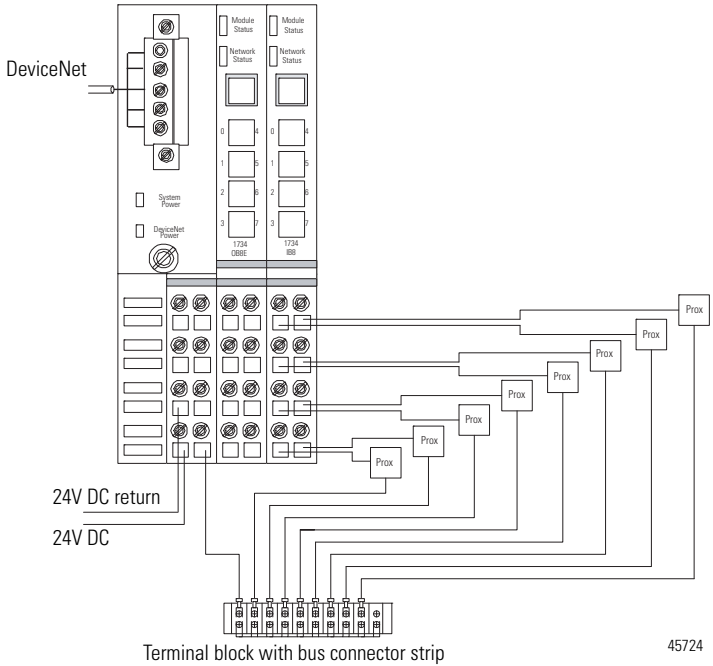 Module
Status
Module
Status
Network
Status
Network
Status
DeviceNet
0 4
0 4
1 5
1 5
2 6
2 6
3 7
3 7
System
Power
DeviceNet
Power
1734
OB8E
1734
IB8
Prox
Prox
Prox
Prox
Prox
Prox
Prox
Prox
24V DC return
24V DC
Terminal block with bus connector strip
45724